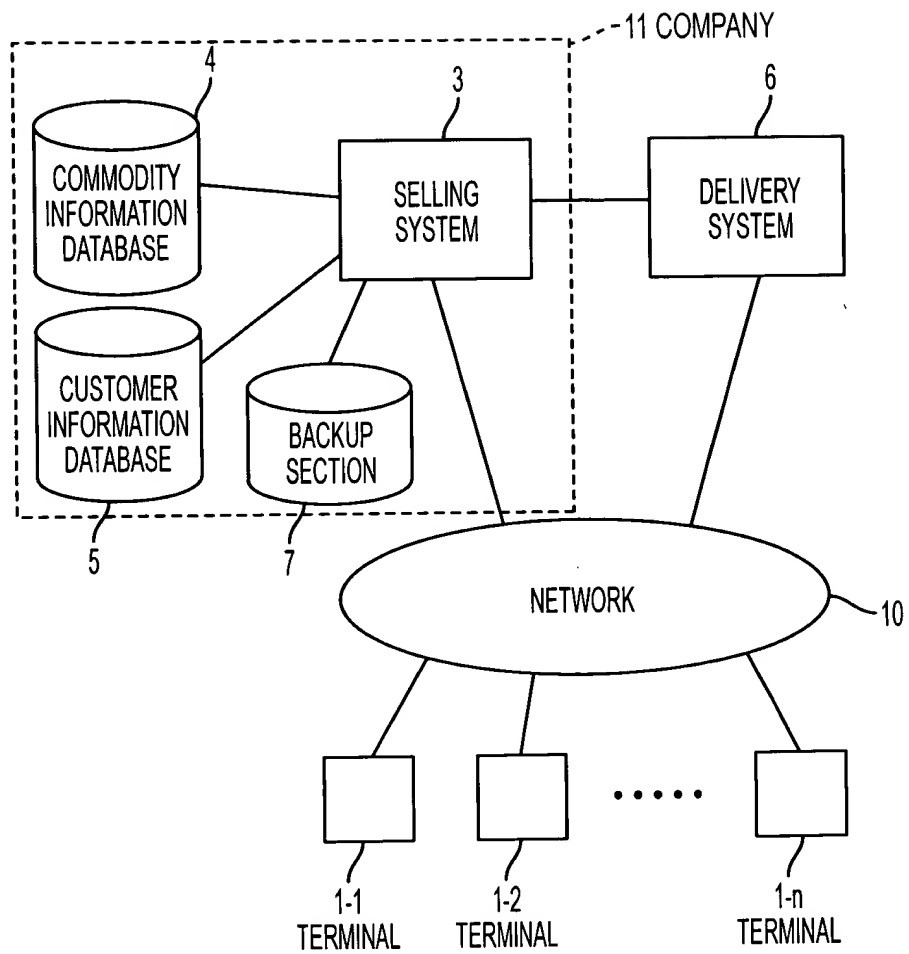 11 COMPANY
4
3
6
COMMODITY
INFORMATION
DATABASE
SELLING
SYSTEM
DELIVERY
SYSTEM
CUSTOMER
INFORMATION
DATABASE
BACKUP
SECTION
5
7
NETWORK
10
1-1
TERMINAL
1-2
TERMINAL
1-n
TERMINAL